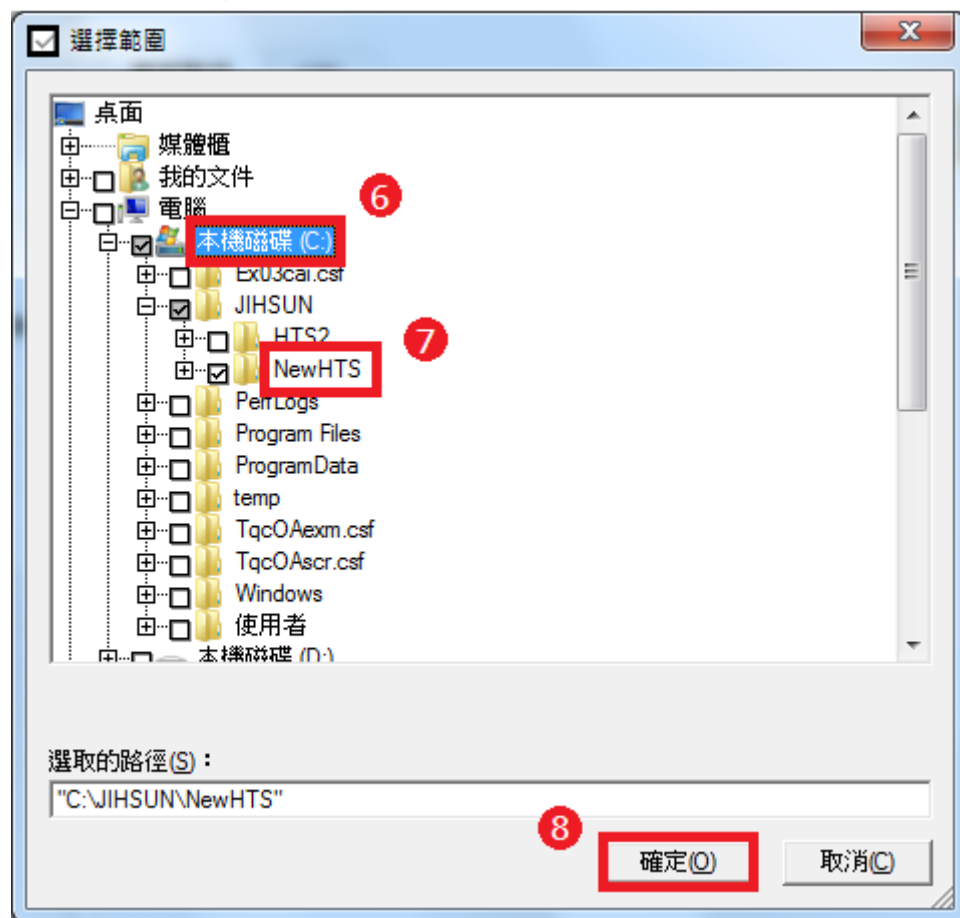 選擇範圍
桌面
媒體櫃
我的文件
電腦
6
本機磁碟 (C:)
Ex03cal.csf
JIHSUN
HTS2
7
NewHTS
PerfLogs
Program Files
ProgramData
temp
TqcOAexm.csf
TqcOAscr.csf
Windows
使用者
本機磁碟 (D:)
選取的路徑(S)：
"C:\JIHSUN\NewHTS"
8
確定(O) 取消(C)